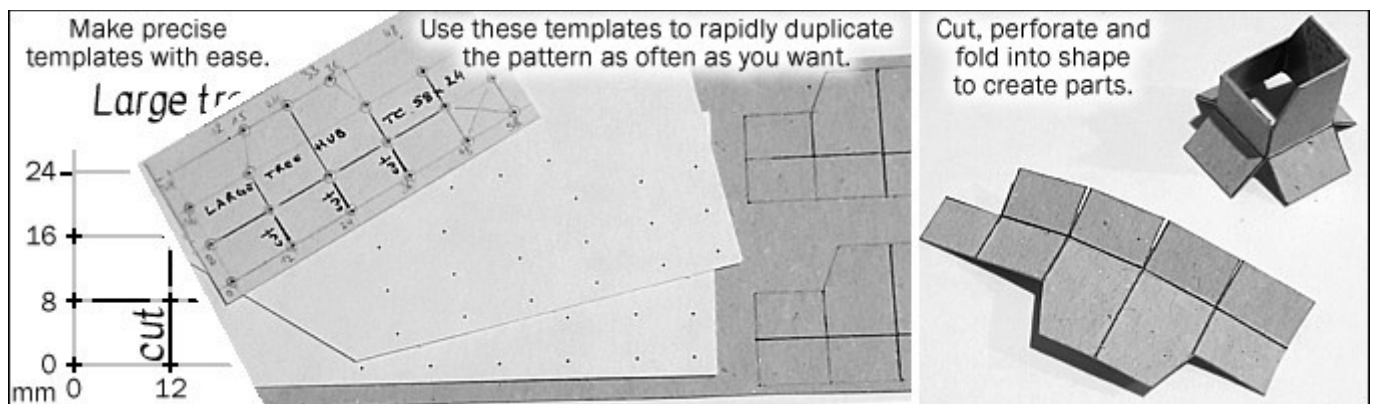 Make precise
templates with ease.
Large tr
24
16
8
0
mm 0 12
cut
LARGE TREE HUB TC 58-24
cut
cut
cut
Use these templates to rapidly duplicate
the pattern as often as you want.
Cut, perforate and
fold into shape
to create parts.